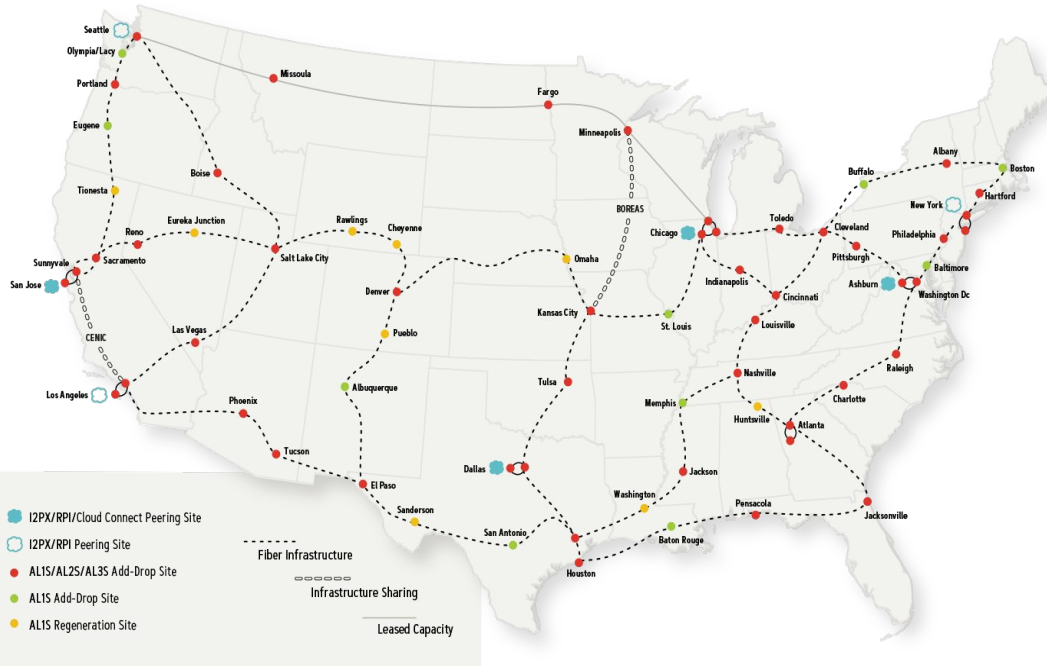 Seattle
Olympia/Lacy
Portland
Eugene
Tionesta
Missoula
Fargo
Minneapolis
Boise
BOREAS
Albany
Buffalo
Boston
Hartford
New York
Philadelphia
Reno
Eureka Junction
Rawlings
Cheyenne
Chicago
Toledo
Cleveland
Pittsburgh
Baltimore
Sunnyvale
Sacramento
Salt Lake City
Omaha
San Jose
Denver
Indianapolis
Ashburn
Washington Dc
Cincinnati
Kansas City
St. Louis
Louisville
CENIC
Las Vegas
Pueblo
Raleigh
Nashville
Los Angeles
Albuquerque
Tulsa
Charlotte
Phoenix
Memphis
Huntsville
Atlanta
Tucson
Dallas
Jackson
El Paso
Washington
Pensacola
Jacksonville
Sanderson
San Antonio
Baton Rouge
Houston
I2PX/RPI/Cloud Connect Peering Site
I2PX/RPI Peering Site
AL1S/AL2S/AL3S Add-Drop Site
AL1S Add-Drop Site
AL1S Regeneration Site
Fiber Infrastructure
Infrastructure Sharing
Leased Capacity